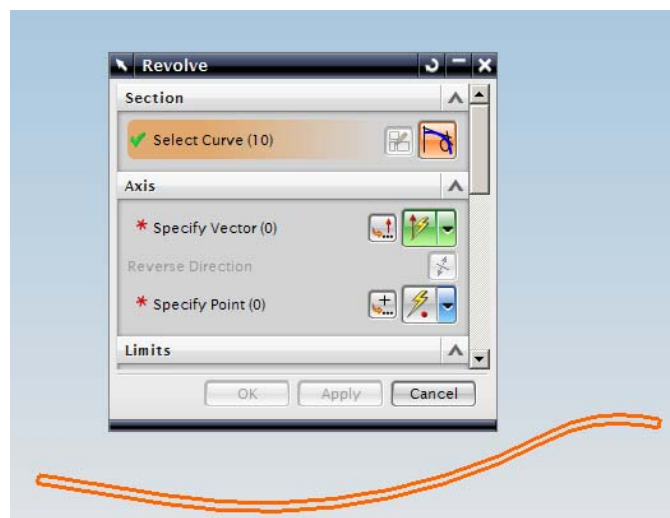 Revolve
Section
Select Curve (10)
Axis
* Specify Vector (0)
Reverse Direction
* Specify Point (0)
Limits
OK Apply Cancel